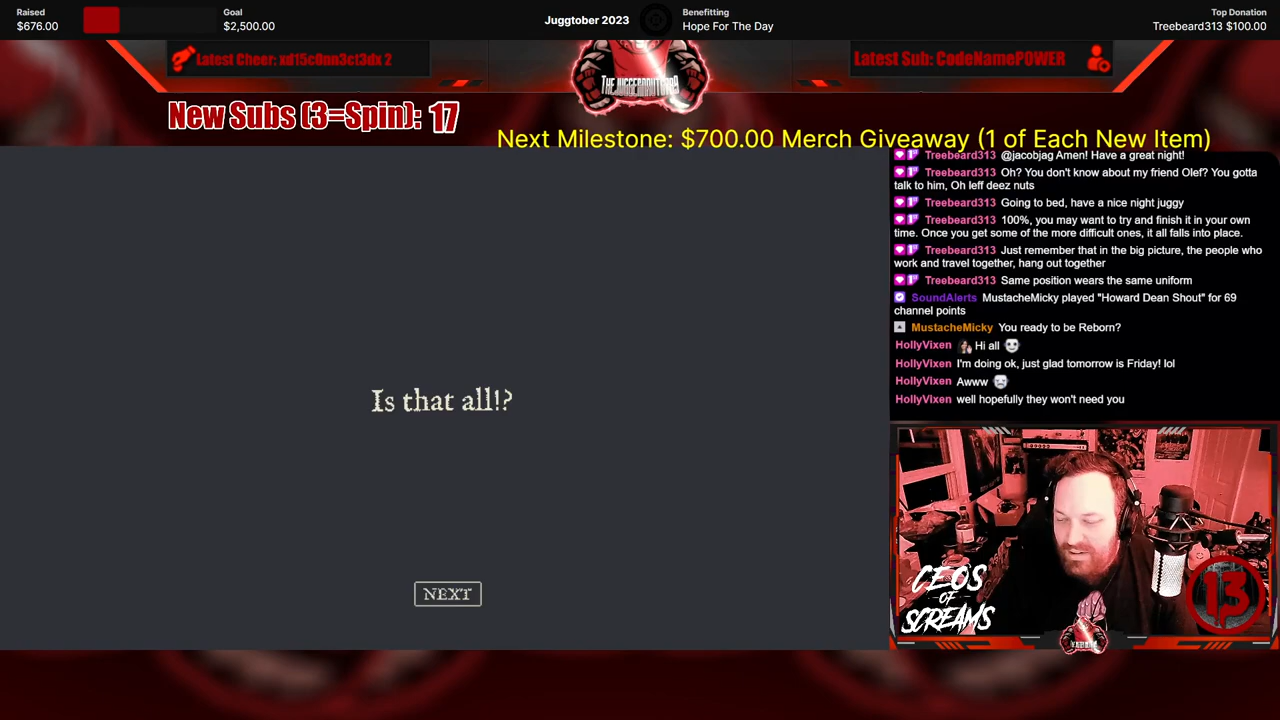 Raised
$676.00
Goal
$2,500.00
Juggtober 2023
Benefitting
Hope For The Day
Top Donation
Treebeard313 $100.00
Latest Cheer: xd15c0nn3ct3dx 2
THEJUGGERNAUT0989
Latest Sub: CodeNamePOWER
New Subs (3=Spin): 17
Next Milestone: $700.00 Merch Giveaway (1 of Each New Item)
Treebeard313 @jacobjag Amen! Have a great night!
Treebeard313 Oh? You don't know about my friend Olef? You gotta
talk to him, Oh leff deez nuts
Treebeard313 Going to bed, have a nice night juggy
Treebeard313 100%, you may want to try and finish it in your own
time. Once you get some of the more difficult ones, it all falls into place.
Treebeard313 Just remember that in the big picture, the people who
work and travel together, hang out together
Treebeard313 Same position wears the same uniform
SoundAlerts MustacheMicky played "Howard Dean Shout" for 69
channel points
MustacheMicky You ready to be Reborn?
HollyVixen Hi all
HollyVixen I'm doing ok, just glad tomorrow is Friday! lol
HollyVixen Awww
HollyVixen well hopefully they won't need you
Is that all!?
NEXT
CEOS
OF
SCREAMS
13